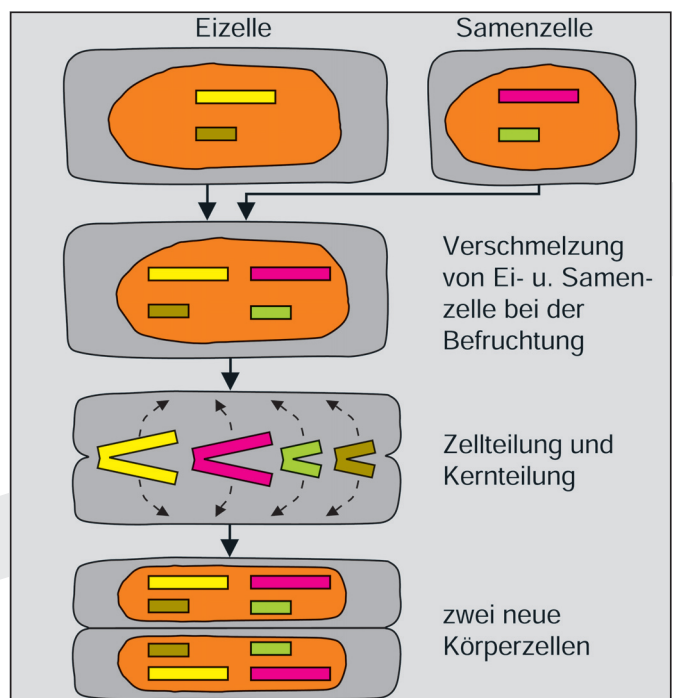 Eizelle
Samenzelle
Verschmelzung
von Ei- u. Samen-
zelle bei der
Befruchtung
Zellteilung und
Kernteilung
zwei neue
Körperzellen